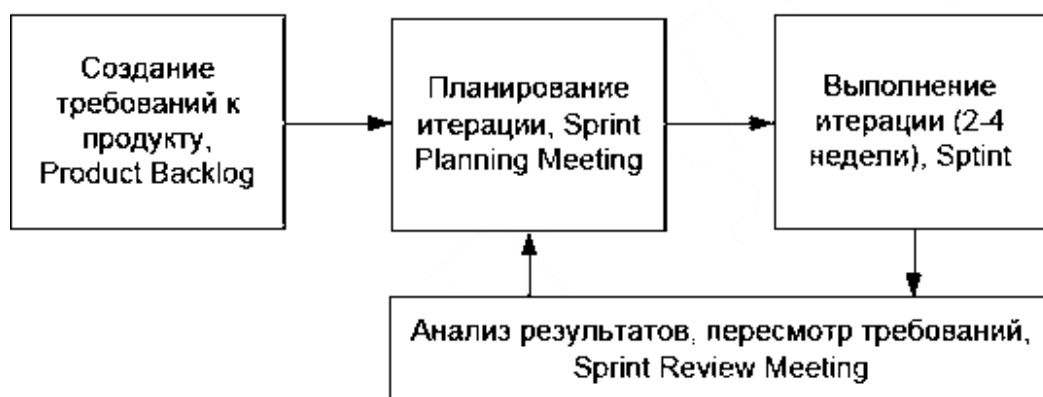 Создание
требований к
продукту,
Product Backlog
Планирование
итерации, Sprint
Planning Meeting
Выполнение
итерации (2-4
недели), Sptint
Анализ результатов, пересмотр требований,
Sprint Review Meeting